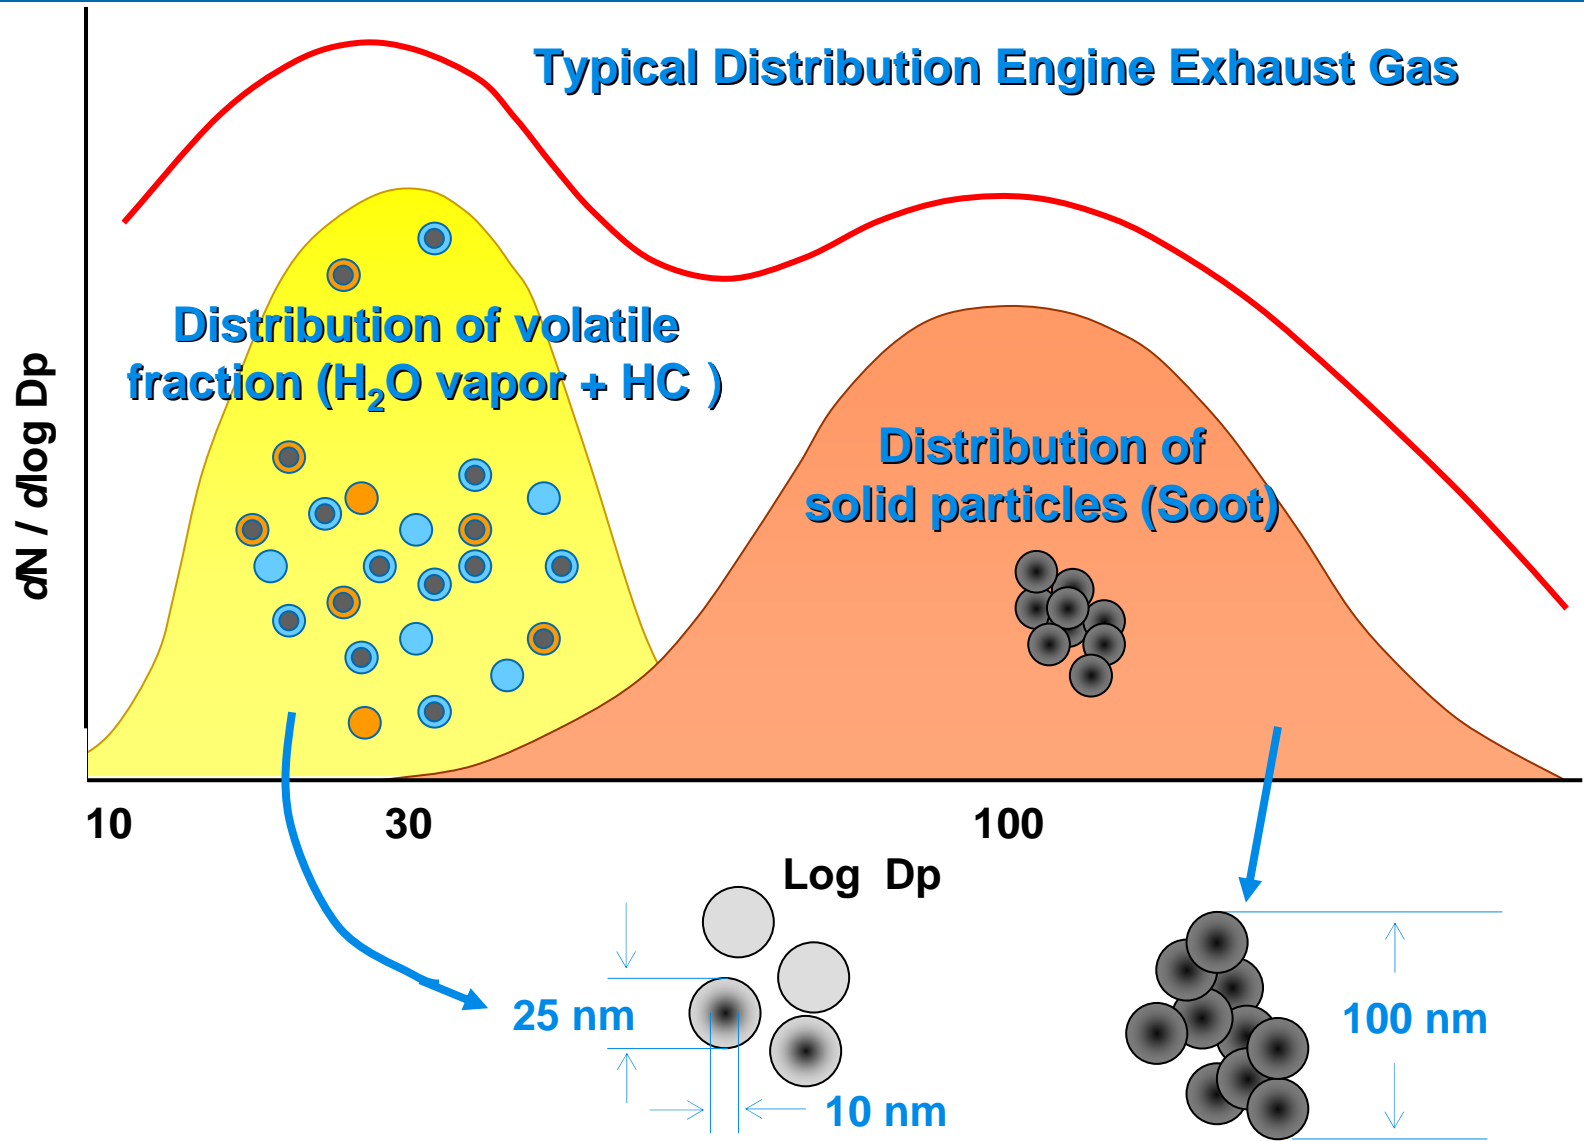 Typical Distribution Engine Exhaust Gas
Distribution of volatile
fraction (H₂O vapor + HC )
Distribution of
solid particles (Soot)
dN / dlog Dp
10
30
100
Log Dp
25 nm
10 nm
100 nm